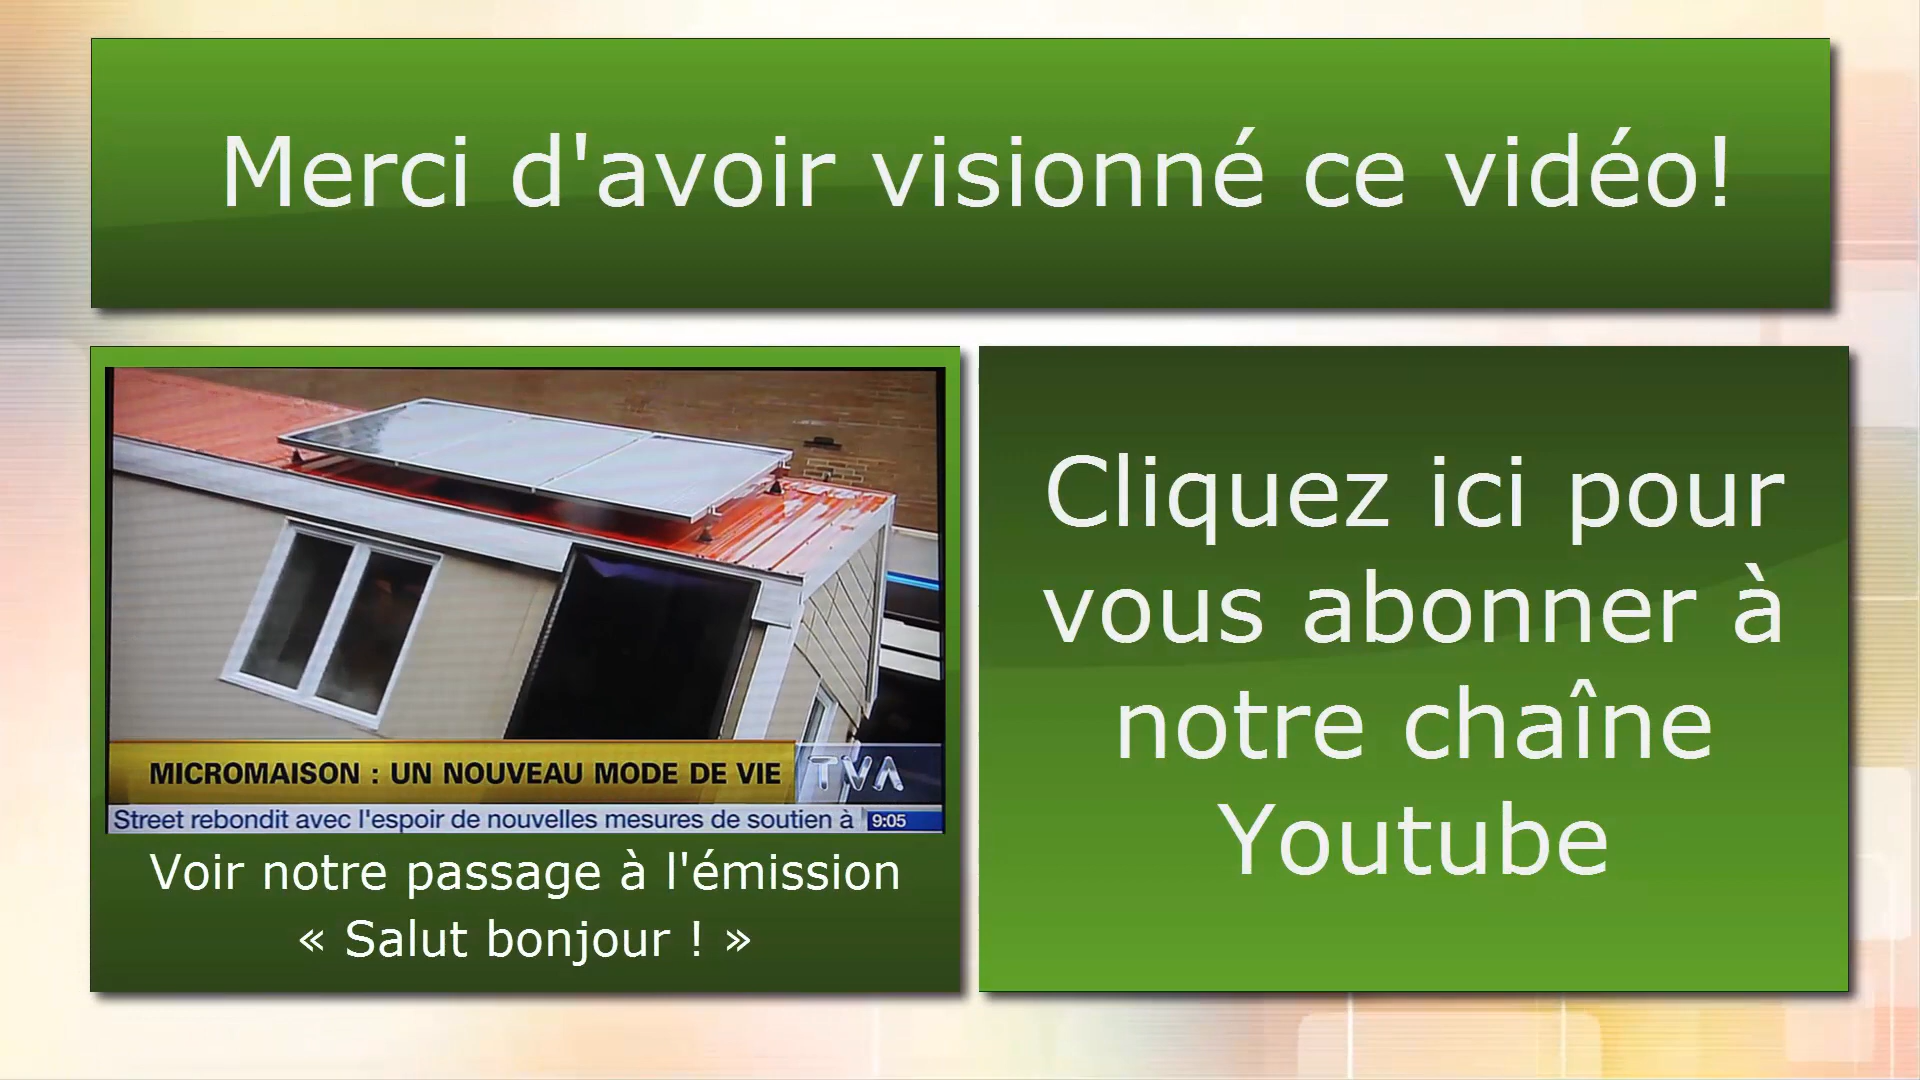 Merci d'avoir visionné ce vidéo!
MICROMAISON : UN NOUVEAU MODE DE VIE
TVA
Street rebondit avec l'espoir de nouvelles mesures de soutien à
9:05
Voir notre passage à l'émission
« Salut bonjour ! »
Cliquez ici pour
vous abonner à
notre chaîne
Youtube